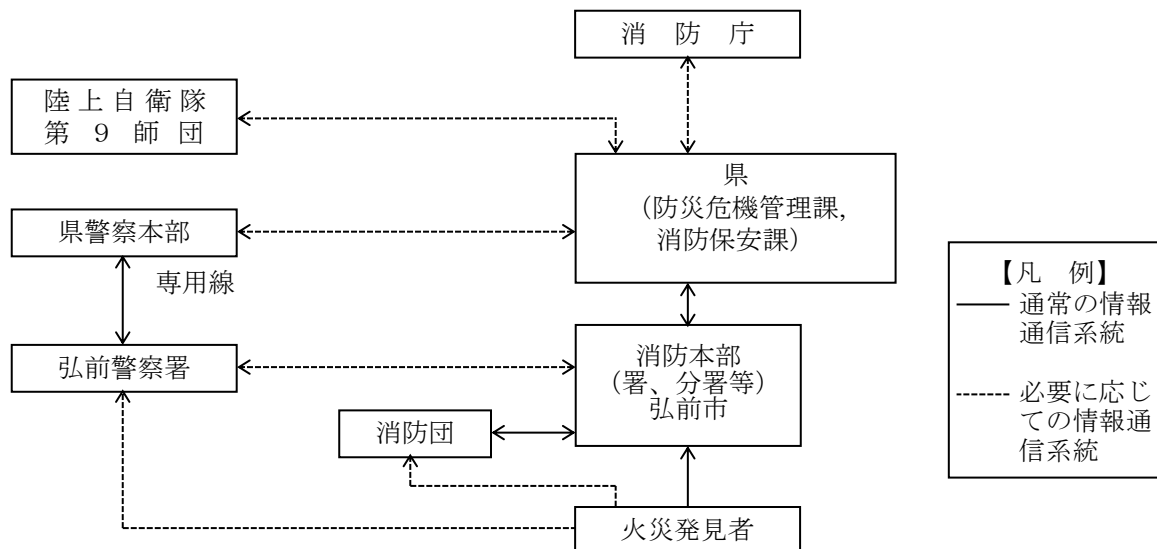 消 防 庁
陸上自衛隊
第 9 師 団
県
（防災危機管理課，
消防保安課）
県警察本部
専用線
【凡 例】
通常の情報
通信系統
必要に応じ
ての情報通
信系統
弘前警察署
消防本部
（署、分署等）
弘前市
消防団
火災発見者